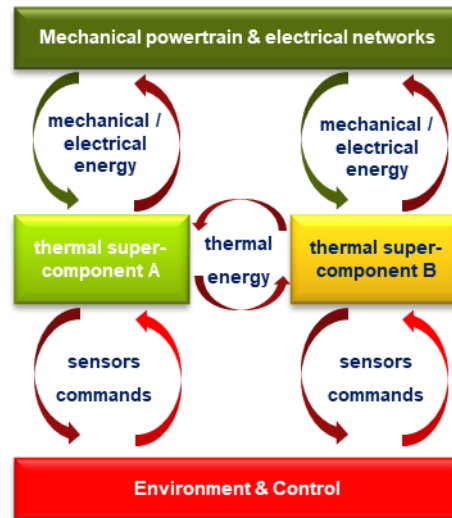 Mechanical powertrain & electrical networks
mechanical /
electrical
energy
mechanical /
electrical
energy
thermal super-
component A
thermal
energy
thermal super-
component B
sensors
commands
sensors
commands
Environment & Control